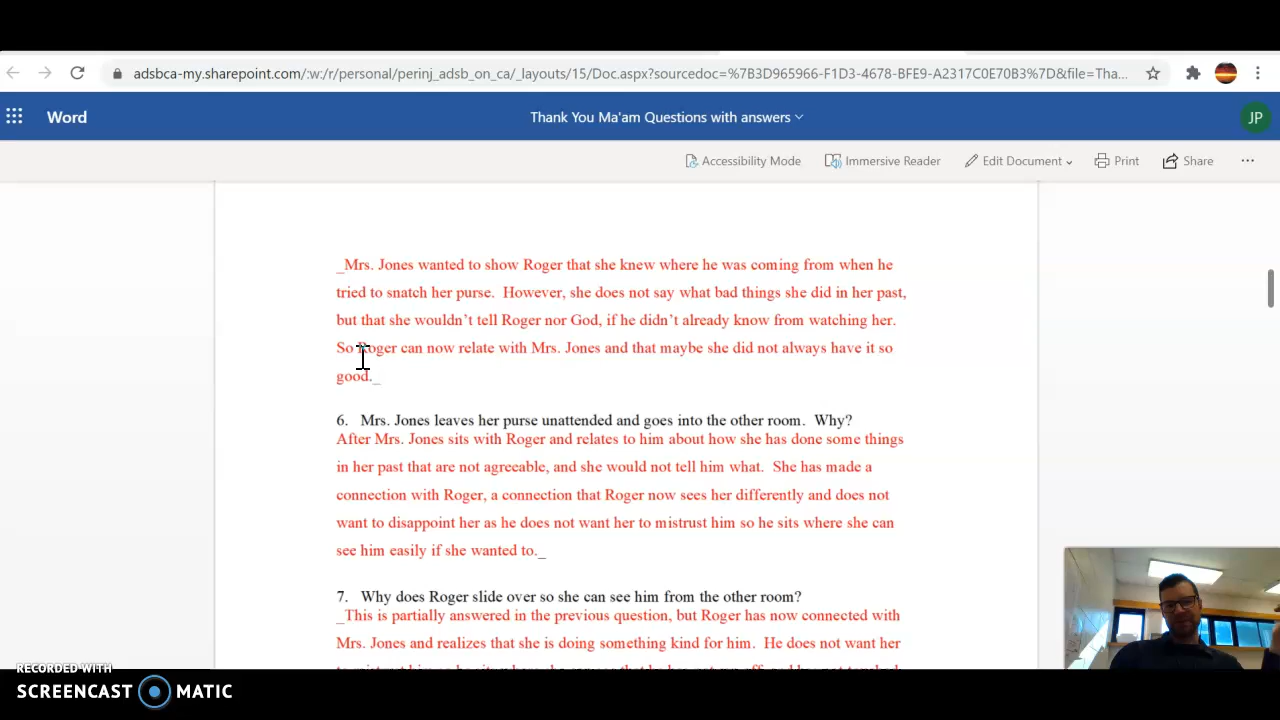 adsbca-my.sharepoint.com/:w:/r/personal/perinj_adsb_on_ca/_layouts/15/Doc.aspx?sourcedoc=%7B3D965966-F1D3-4678-BFE9-A2317C0E70B3%7D&file=Tha...
Word
Thank You Ma'am Questions with answers
JP
Accessibility Mode
Immersive Reader
Edit Document
Print
Share
_Mrs. Jones wanted to show Roger that she knew where he was coming from when he
tried to snatch her purse.  However, she does not say what bad things she did in her past,
but that she wouldn't tell Roger nor God, if he didn't already know from watching her.
So Roger can now relate with Mrs. Jones and that maybe she did not always have it so
good._
6. Mrs. Jones leaves her purse unattended and goes into the other room.  Why?
After Mrs. Jones sits with Roger and relates to him about how she has done some things
in her past that are not agreeable, and she would not tell him what.  She has made a
connection with Roger, a connection that Roger now sees her differently and does not
want to disappoint her as he does not want her to mistrust him so he sits where she can
see him easily if she wanted to._
7. Why does Roger slide over so she can see him from the other room?
_This is partially answered in the previous question, but Roger has now connected with
Mrs. Jones and realizes that she is doing something kind for him.  He does not want her
RECORDED WITH
SCREENCAST MATIC